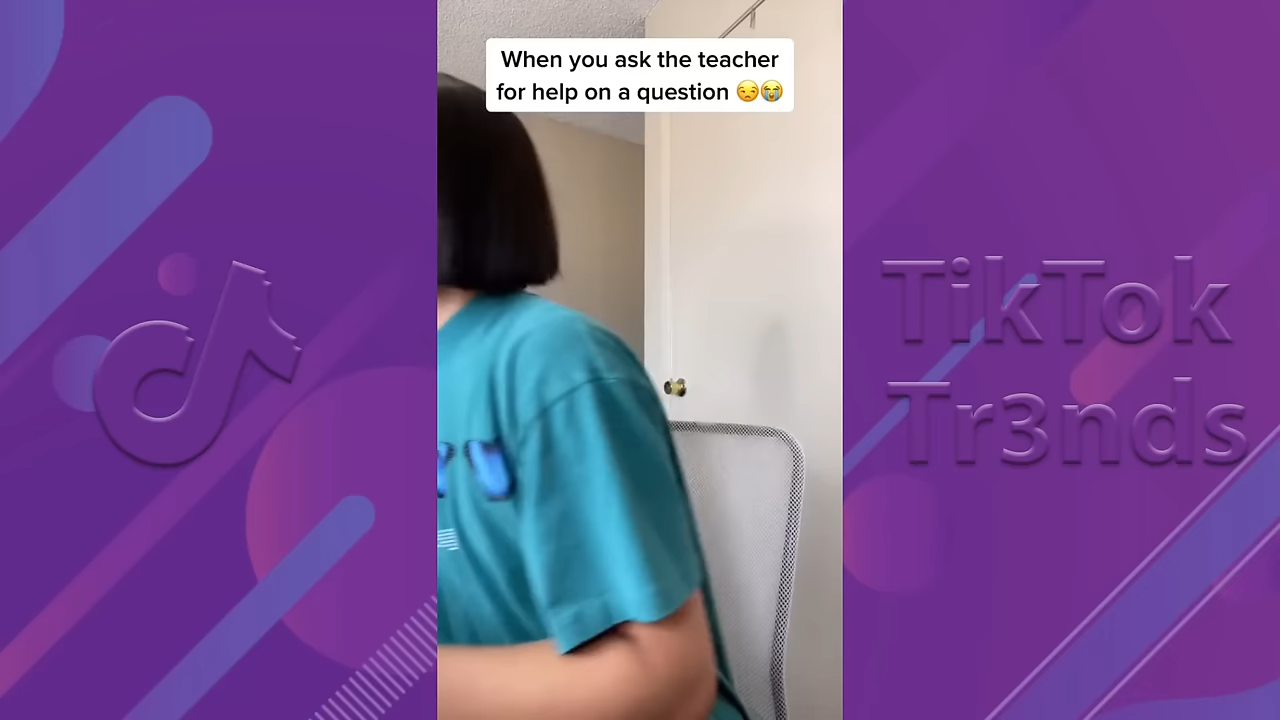 When you ask the teacher
for help on a question 😒😭
TikTok
Tr3nds